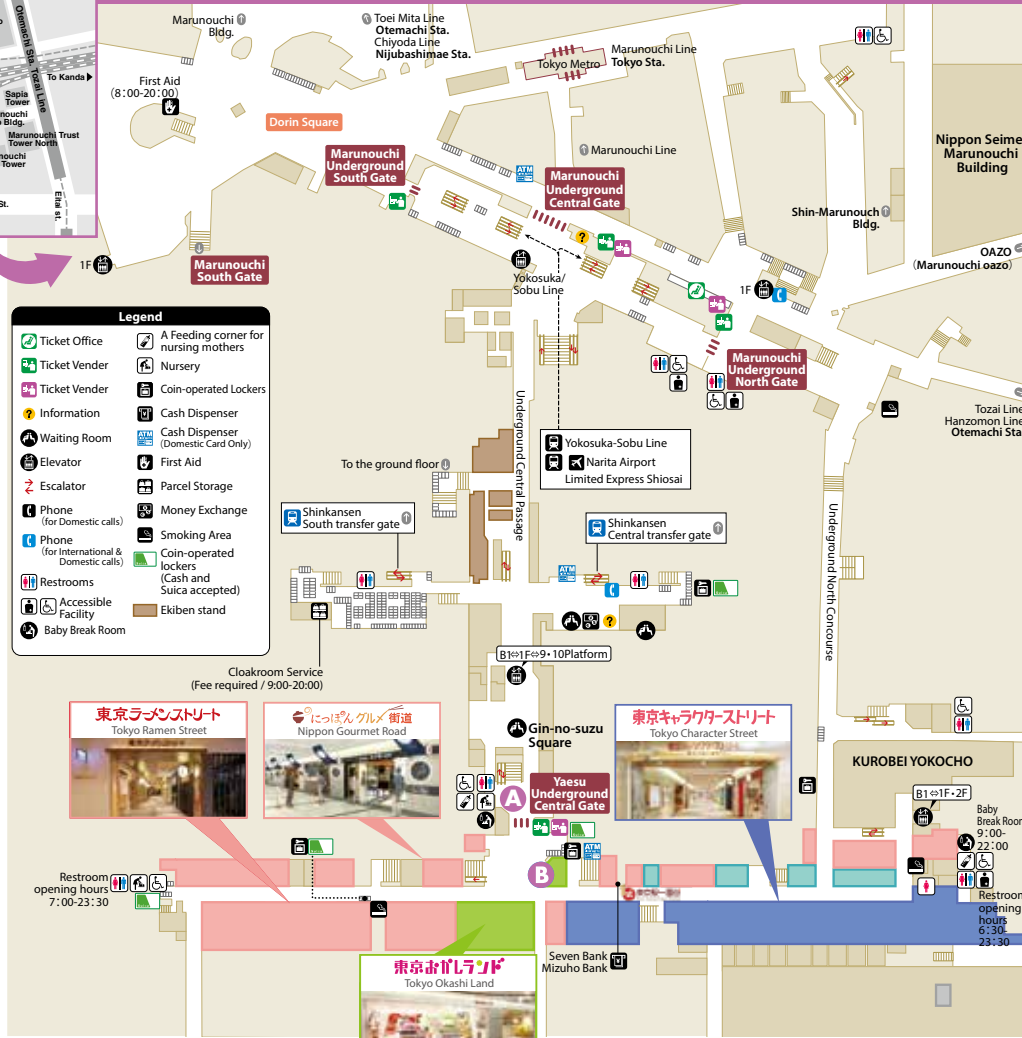 Otemachi Sta. Tozai Line
To Kanda
Sapia
Tower
Marunouchi Trust
Tower North
Tower
Eitai st.
St.
1F
Marunouchi
Bldg.
Toei Mita Line
Otemachi Sta.
Chiyoda Line
Nijubashimae Sta.
Tokyo Metro
Marunouchi Line
Tokyo Sta.
First Aid
(8:00-20:00)
Dorin Square
Marunouchi
Underground
South Gate
ATM
Marunouchi Line
Marunouchi
Underground
Central Gate
Nippon Seime
Marunouchi
Building
Shin-Marunouch
Bldg.
OAZO
(Marunouchi oazo)
Marunouchi
South Gate
Yokosuka/
Sobu Line
1F
Marunouchi
Underground
North Gate
Tozai Line
Hanzomon Line
Otemachi Sta
Legend
Ticket Office
Ticket Vender
Ticket Vender
Information
Waiting Room
Elevator
Escalator
Phone
(for Domestic calls)
Phone
(for International &
Domestic calls)
Restrooms
Accessible
Facility
Baby Break Room
A Feeding corner for
nursing mothers
Nursery
Coin-operated Lockers
Cash Dispenser
ATM
Cash Dispenser
(Domestic Card Only)
First Aid
Parcel Storage
Money Exchange
Smoking Area
Coin-operated
lockers
(Cash and
Suica accepted)
Ekiben stand
Underground Central Passage
Yokosuka-Sobu Line
Narita Airport
Limited Express Shiosai
To the ground floor
Shinkansen
South transfer gate
Shinkansen
Central transfer gate
ATM
Underground North Concourse
Cloakroom Service
(Fee required / 9:00-20:00)
B1⇔1F⇔9・10Platform
Gin-no-suzu
Square
東京ラーメンストリート
Tokyo Ramen Street
にっぽんグルメ街道
Nippon Gourmet Road
東京キャラクターストリート
Tokyo Character Street
KUROBEI YOKOCHO
B1⇔1F・2F
Baby
Break Room
9:00-
22:00
A
Yaesu
Underground
Central Gate
ATM
B
Restroom
opening hours
7:00-23:30
Restroom
opening
hours
6:30-
23:30
Seven Bank
Mizuho Bank
東京おかしランド
Tokyo Okashi Land